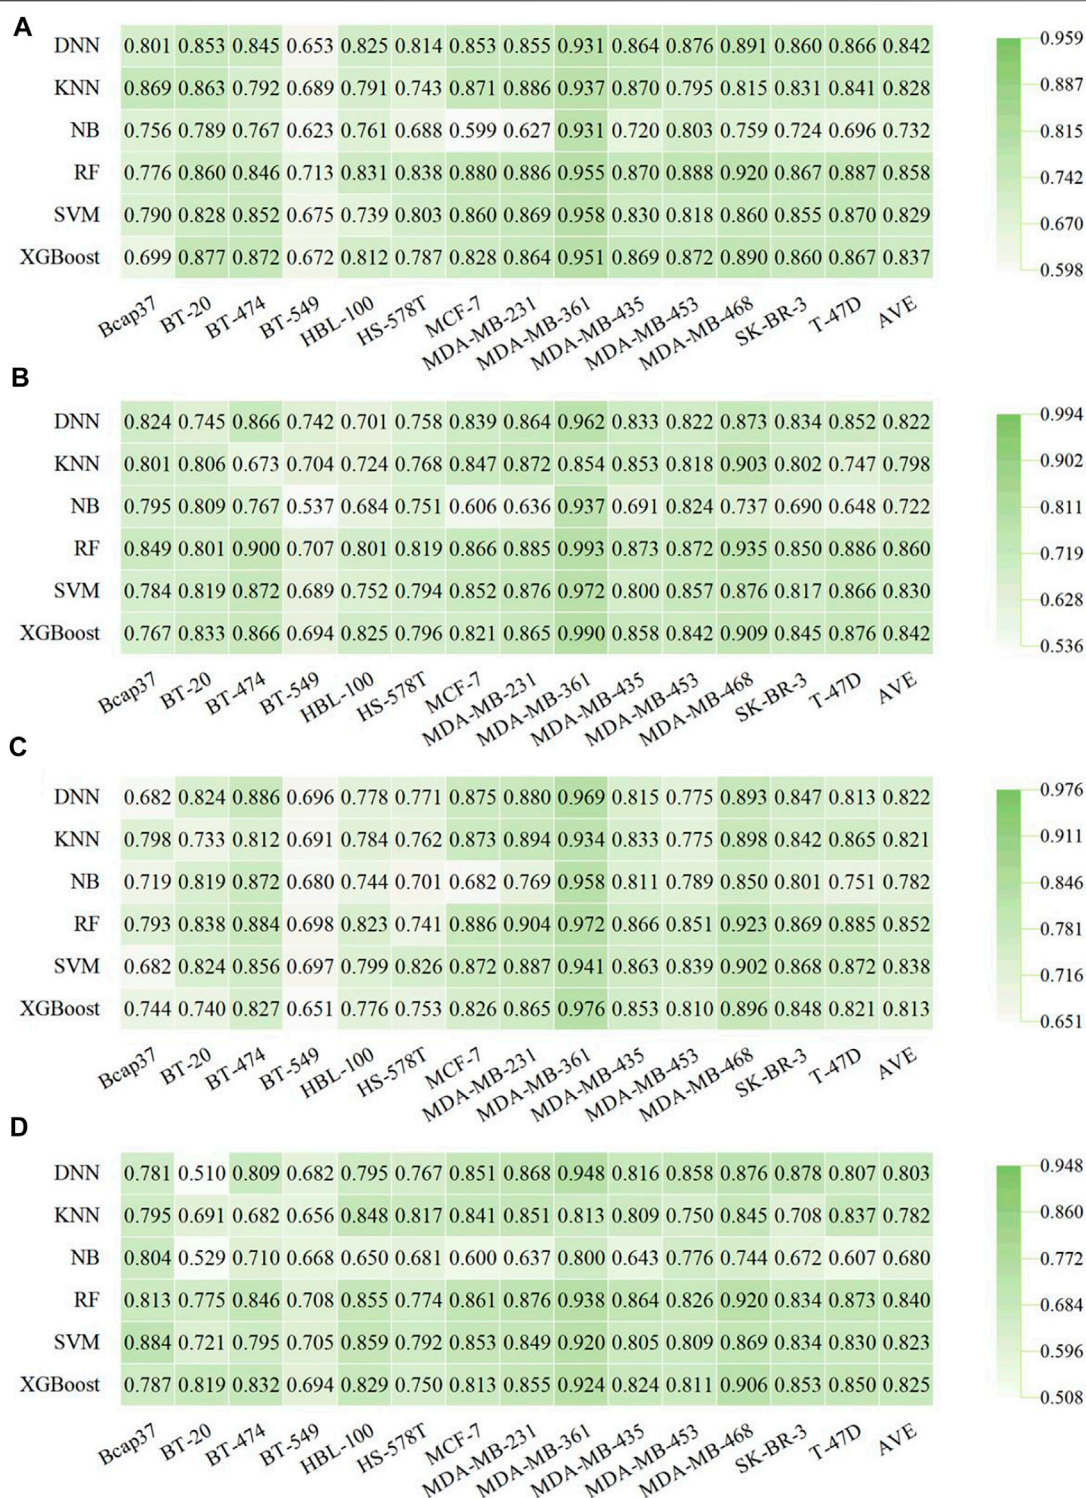 A
DNN 0.801 0.853 0.845 0.653 0.825 0.814 0.853 0.855 0.931 0.864 0.876 0.891 0.860 0.866 0.842
KNN 0.869 0.863 0.792 0.689 0.791 0.743 0.871 0.886 0.937 0.870 0.795 0.815 0.831 0.841 0.828
NB 0.756 0.789 0.767 0.623 0.761 0.688 0.599 0.627 0.931 0.720 0.803 0.759 0.724 0.696 0.732
RF 0.776 0.860 0.846 0.713 0.831 0.838 0.880 0.886 0.955 0.870 0.888 0.920 0.867 0.887 0.858
SVM 0.790 0.828 0.852 0.675 0.739 0.803 0.860 0.869 0.958 0.830 0.818 0.860 0.855 0.870 0.829
XGBoost 0.699 0.877 0.872 0.672 0.812 0.787 0.828 0.864 0.951 0.869 0.872 0.890 0.860 0.867 0.837
Bcap37 BT-20 BT-474 BT-549 HBL-100 HS-578T MCF-7 MDA-MB-231 MDA-MB-361 MDA-MB-435 MDA-MB-453 MDA-MB-468 SK-BR-3 T-47D AVE
0.959
0.887
0.815
0.742
0.670
0.598
B
DNN 0.824 0.745 0.866 0.742 0.701 0.758 0.839 0.864 0.962 0.833 0.822 0.873 0.834 0.852 0.822
KNN 0.801 0.806 0.673 0.704 0.724 0.768 0.847 0.872 0.854 0.853 0.818 0.903 0.802 0.747 0.798
NB 0.795 0.809 0.767 0.537 0.684 0.751 0.606 0.636 0.937 0.691 0.824 0.737 0.690 0.648 0.722
RF 0.849 0.801 0.900 0.707 0.801 0.819 0.866 0.885 0.993 0.873 0.872 0.935 0.850 0.886 0.860
SVM 0.784 0.819 0.872 0.689 0.752 0.794 0.852 0.876 0.972 0.800 0.857 0.876 0.817 0.866 0.830
XGBoost 0.767 0.833 0.866 0.694 0.825 0.796 0.821 0.865 0.990 0.858 0.842 0.909 0.845 0.876 0.842
Bcap37 BT-20 BT-474 BT-549 HBL-100 HS-578T MCF-7 MDA-MB-231 MDA-MB-361 MDA-MB-435 MDA-MB-453 MDA-MB-468 SK-BR-3 T-47D AVE
0.994
0.902
0.811
0.719
0.628
0.536
C
DNN 0.682 0.824 0.886 0.696 0.778 0.771 0.875 0.880 0.969 0.815 0.775 0.893 0.847 0.813 0.822
KNN 0.798 0.733 0.812 0.691 0.784 0.762 0.873 0.894 0.934 0.833 0.775 0.898 0.842 0.865 0.821
NB 0.719 0.819 0.872 0.680 0.744 0.701 0.682 0.769 0.958 0.811 0.789 0.850 0.801 0.751 0.782
RF 0.793 0.838 0.884 0.698 0.823 0.741 0.886 0.904 0.972 0.866 0.851 0.923 0.869 0.885 0.852
SVM 0.682 0.824 0.856 0.697 0.799 0.826 0.872 0.887 0.941 0.863 0.839 0.902 0.868 0.872 0.838
XGBoost 0.744 0.740 0.827 0.651 0.776 0.753 0.826 0.865 0.976 0.853 0.810 0.896 0.848 0.821 0.813
Bcap37 BT-20 BT-474 BT-549 HBL-100 HS-578T MCF-7 MDA-MB-231 MDA-MB-361 MDA-MB-435 MDA-MB-453 MDA-MB-468 SK-BR-3 T-47D AVE
0.976
0.911
0.846
0.781
0.716
0.651
D
DNN 0.781 0.510 0.809 0.682 0.795 0.767 0.851 0.868 0.948 0.816 0.858 0.876 0.878 0.807 0.803
KNN 0.795 0.691 0.682 0.656 0.848 0.817 0.841 0.851 0.813 0.809 0.750 0.845 0.708 0.837 0.782
NB 0.804 0.529 0.710 0.668 0.650 0.681 0.600 0.637 0.800 0.643 0.776 0.744 0.672 0.607 0.680
RF 0.813 0.775 0.846 0.708 0.855 0.774 0.861 0.876 0.938 0.864 0.826 0.920 0.834 0.873 0.840
SVM 0.884 0.721 0.795 0.705 0.859 0.792 0.853 0.849 0.920 0.805 0.809 0.869 0.834 0.830 0.823
XGBoost 0.787 0.819 0.832 0.694 0.829 0.750 0.813 0.855 0.924 0.824 0.811 0.906 0.853 0.850 0.825
Bcap37 BT-20 BT-474 BT-549 HBL-100 HS-578T MCF-7 MDA-MB-231 MDA-MB-361 MDA-MB-435 MDA-MB-453 MDA-MB-468 SK-BR-3 T-47D AVE
0.948
0.860
0.772
0.684
0.596
0.508